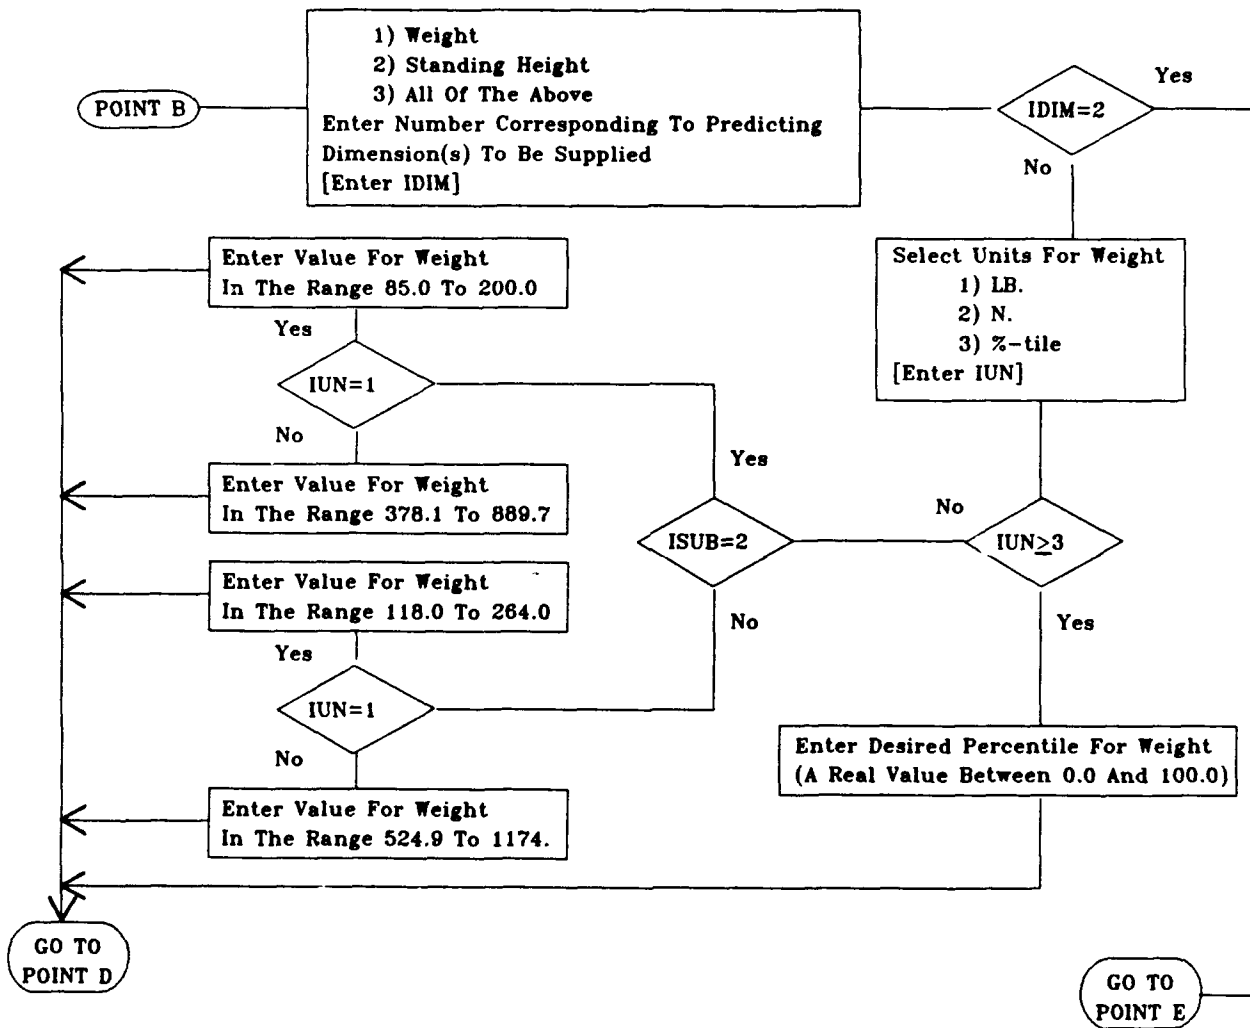 POINT B
1) Weight
2) Standing Height
3) All Of The Above
Enter Number Corresponding To Predicting
Dimension(s) To Be Supplied
[Enter IDIM]
IDIM=2
Yes
No
Select Units For Weight
1) LB.
2) N.
3) %-tile
[Enter IUN]
Enter Value For Weight
In The Range 85.0 To 200.0
Yes
IUN=1
No
Enter Value For Weight
In The Range 378.1 To 889.7
Yes
ISUB=2
No
No
IUN≥3
Yes
Enter Value For Weight
In The Range 118.0 To 264.0
Yes
IUN=1
No
Enter Value For Weight
In The Range 524.9 To 1174.
Enter Desired Percentile For Weight
(A Real Value Between 0.0 And 100.0)
GO TO
POINT D
GO TO
POINT E